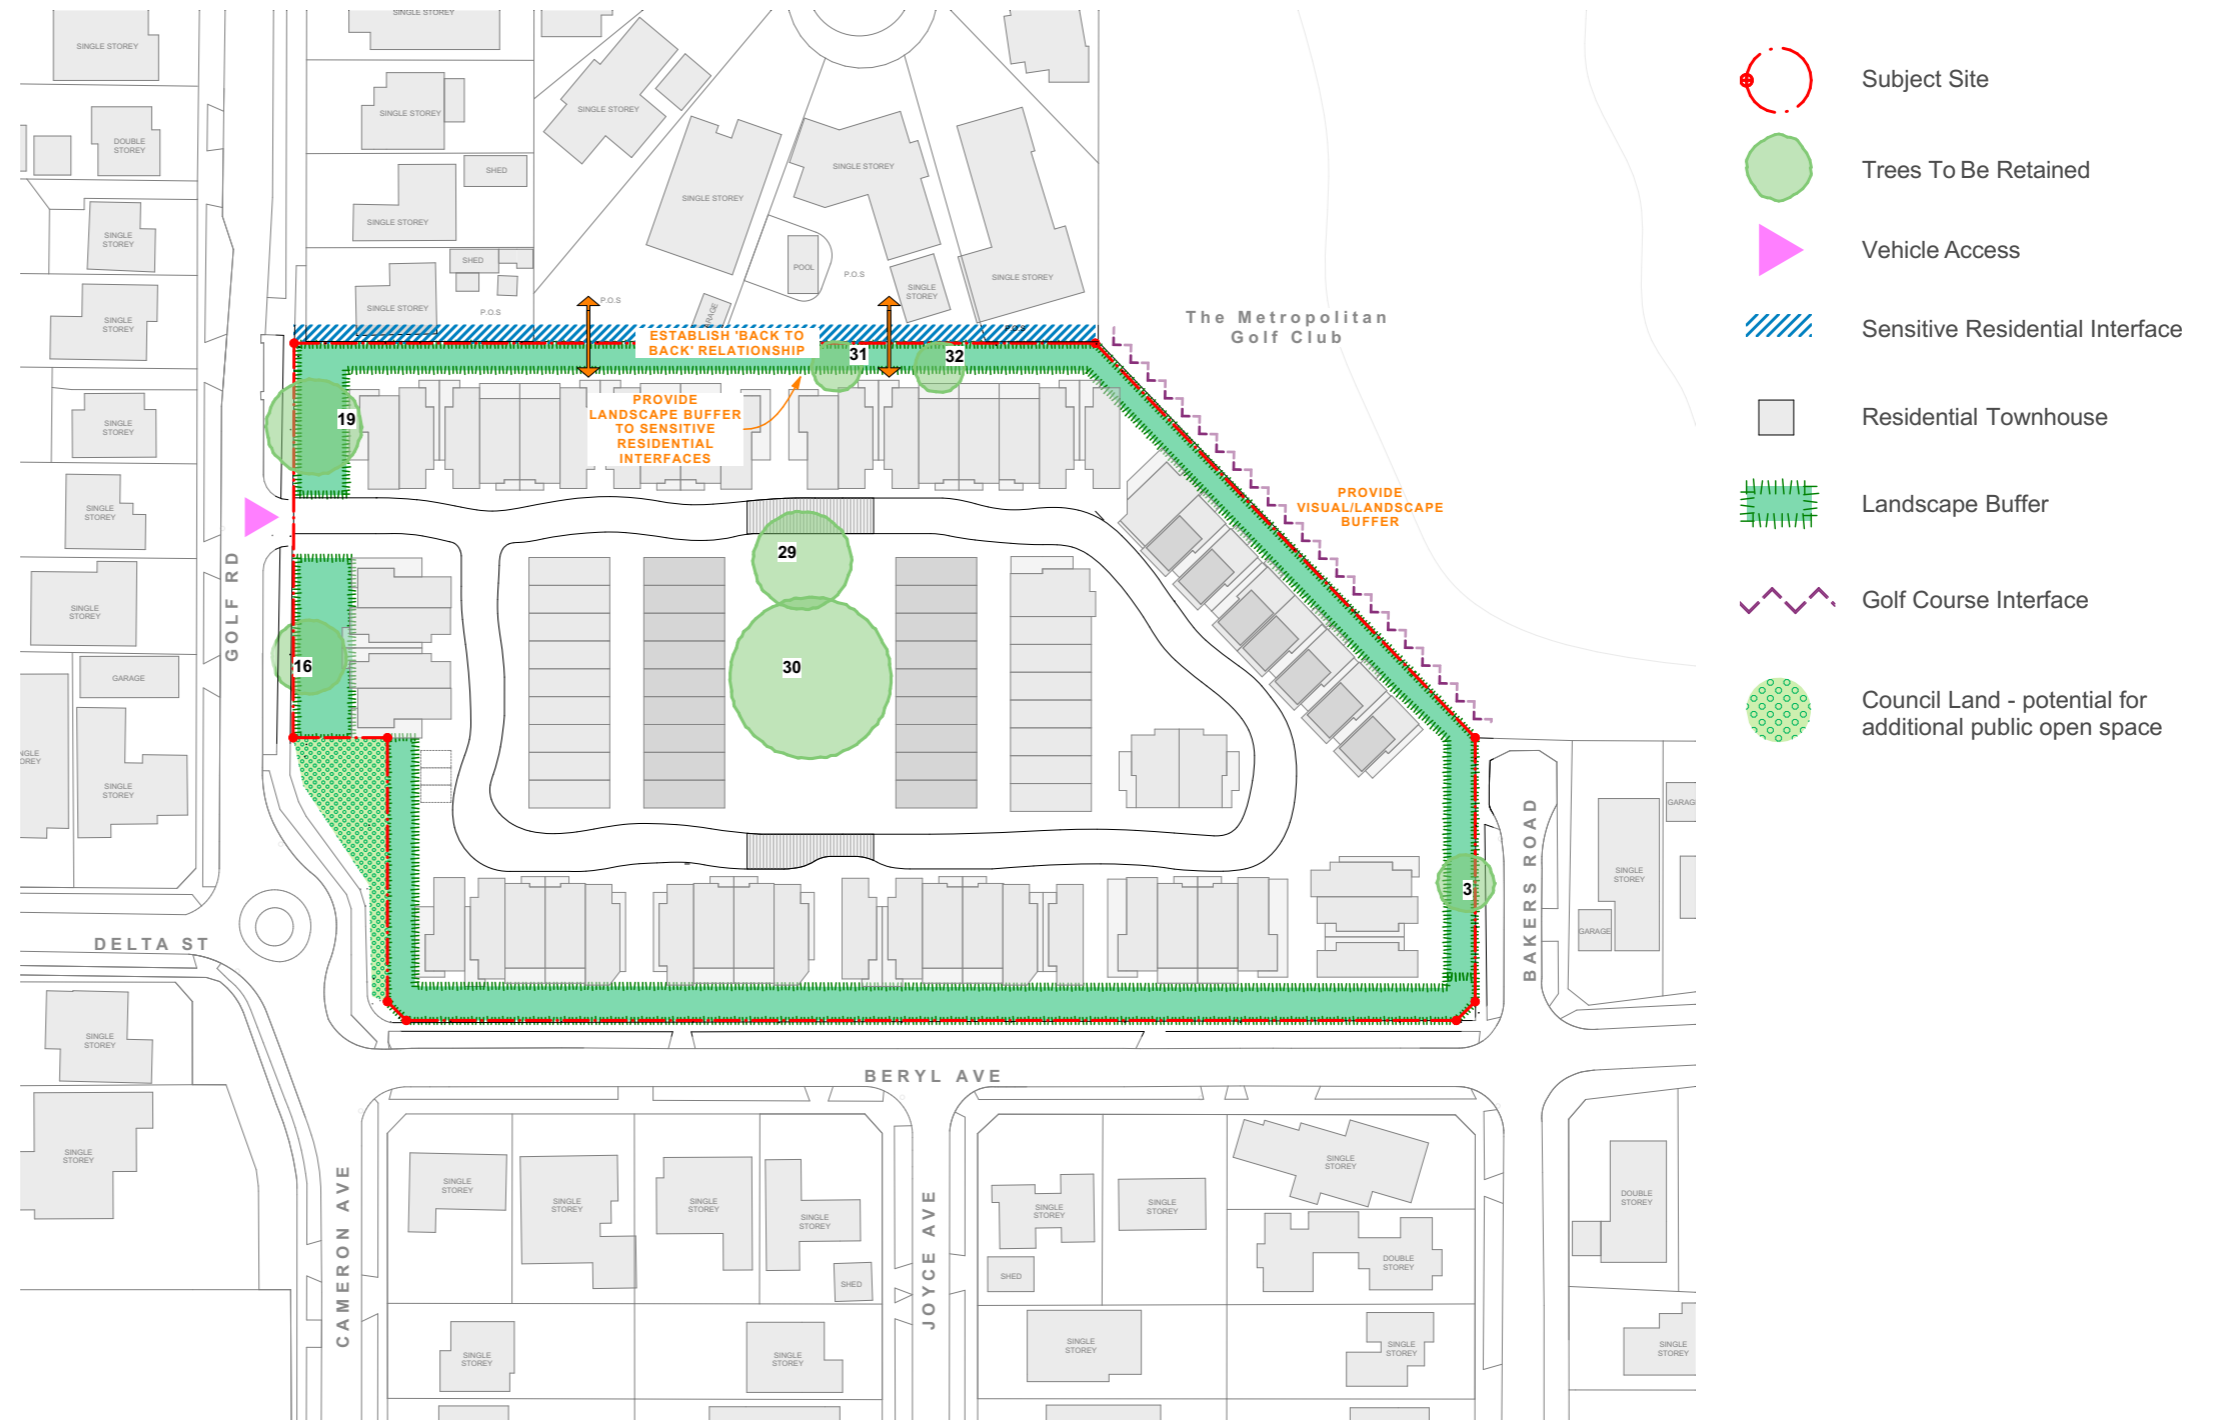 SINGLE STOREY
SINGLE STOREY
DOUBLE
STOREY
SINGLE STOREY
SINGLE STOREY
SINGLE STOREY
SHED
SINGLE STOREY
SINGLE STOREY
SINGLE STOREY
SINGLE
STOREY
SHED
POOL
P.O.S
SINGLE STOREY
SINGLE
STOREY
SINGLE STOREY
P.O.S
P.O.S
SINGLE
STOREY
P.O.S
The Metropolitan
Golf Club
ESTABLISH 'BACK TO
BACK' RELATIONSHIP
31
32
PROVIDE
LANDSCAPE BUFFER
TO SENSITIVE
RESIDENTIAL
INTERFACES
19
SINGLE
STOREY
SINGLE
STOREY
PROVIDE
VISUAL/LANDSCAPE
BUFFER
29
30
16
GOLF RD
SINGLE
STOREY
GARAGE
SINGLE
STOREY
3
BAKERS ROAD
GARAG
SINGLE
STOREY
GARAGE
DELTA ST
SINGLE
STOREY
BERYL AVE
SINGLE
STOREY
CAMERON AVE
SINGLE
STOREY
SINGLE
STOREY
SINGLE
STOREY
SINGLE
STOREY
SHED
JOYCE AVE
SINGLE
STOREY
SHED
SINGLE
STOREY
SINGLE
STOREY
DOUBLE
STOREY
DOUBLE
STOREY
SINGLE
STOREY
SINGLE
STOREY
SINGLE
STOREY
SINGLE
STOREY
SINGLE
STOREY
Subject Site
Trees To Be Retained
Vehicle Access
Sensitive Residential Interface
Residential Townhouse
Landscape Buffer
Golf Course Interface
Council Land - potential for
additional public open space